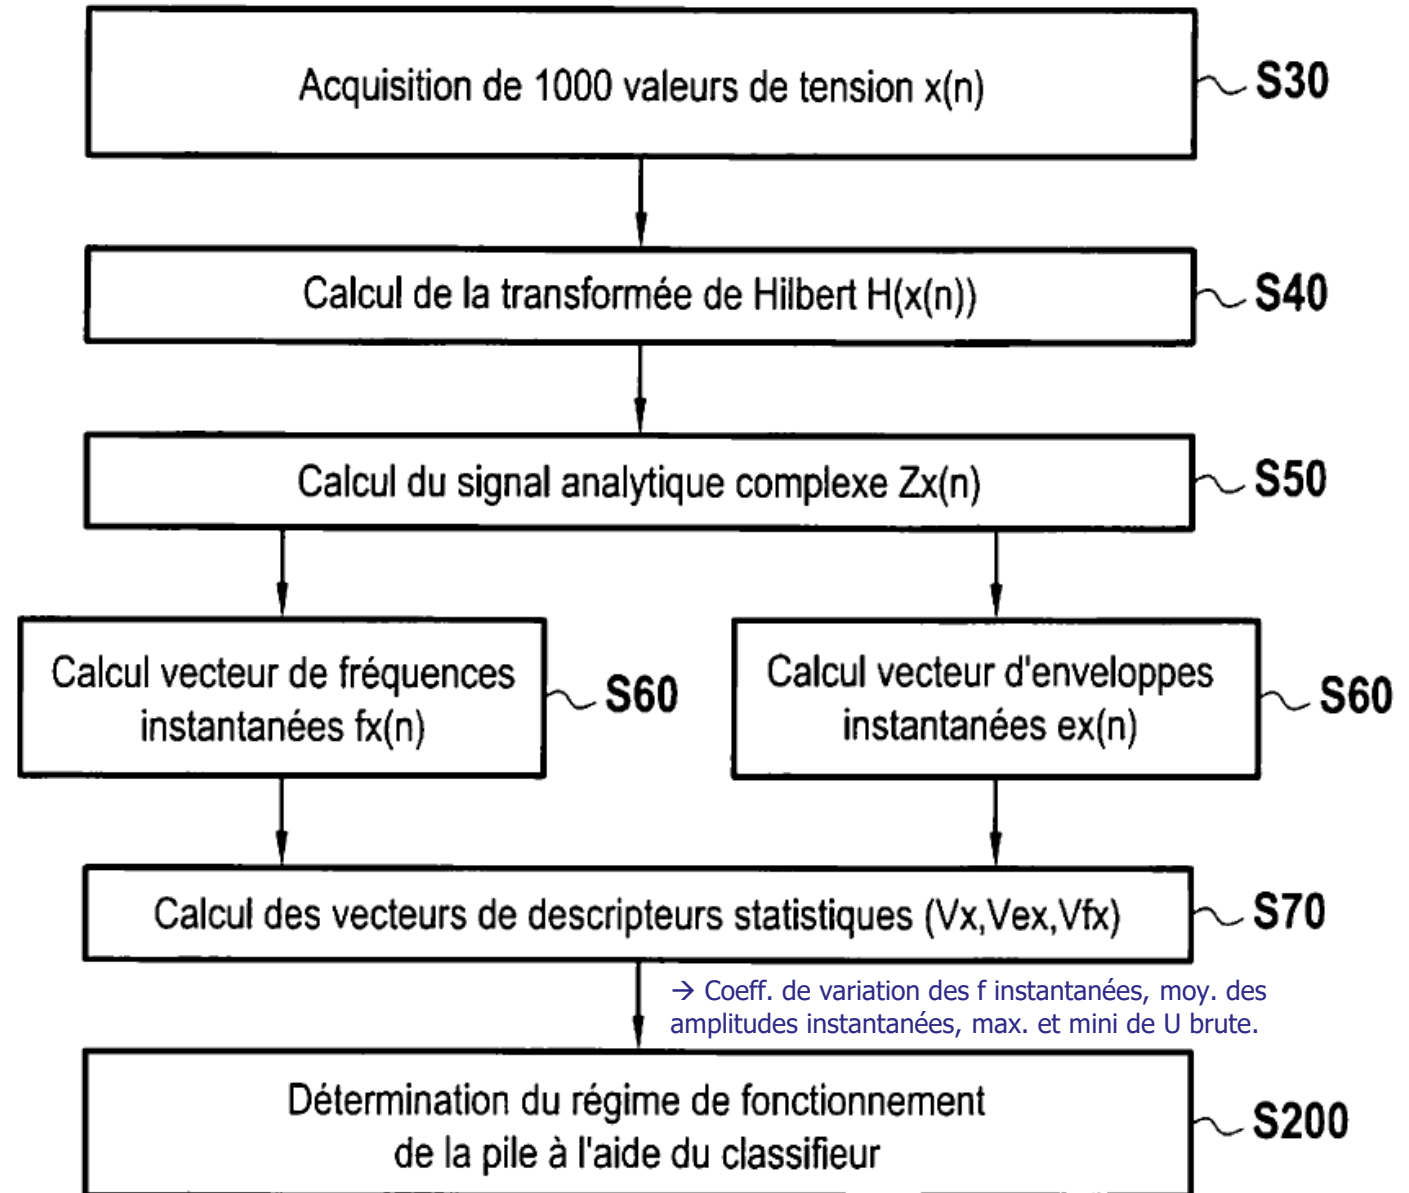 Acquisition de 1000 valeurs de tension x(n)
S30
Calcul de la transformée de Hilbert H(x(n))
S40
Calcul du signal analytique complexe Zx(n)
S50
Calcul vecteur de fréquences
instantanées fx(n)
S60
Calcul vecteur d'enveloppes
instantanées ex(n)
S60
Calcul des vecteurs de descripteurs statistiques (Vx,Vex,Vfx)
S70
→ Coeff. de variation des f instantanées, moy. des
amplitudes instantanées, max. et mini de U brute.
Détermination du régime de fonctionnement
de la pile à l'aide du classifieur
S200